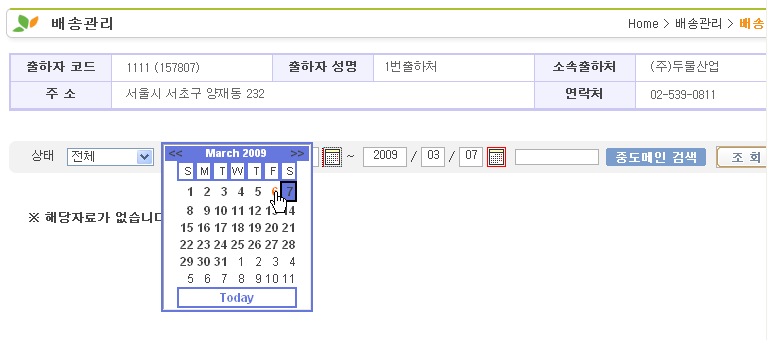 배송관리
Home > 배송관리 > 배송
출하자 코드 1111 (157807) 출하자 성명 1번출하처 소속출하처 (주)두물산업
주 소 서울시 서초구 양재동 232 연락처 02-539-0811
상태 전체 / ~ 2009 / 03 / 07 중도메인 검색 조 회
<< March 2009 >>
S M T W T F S
1 2 3 4 5 6 7
8 9 10 11 12 13 14
15 16 17 18 19 20 21
22 23 24 25 26 27 28
29 30 31 1 2 3 4
5 6 7 8 9 10 11
Today
※ 해당자료가 없습니다